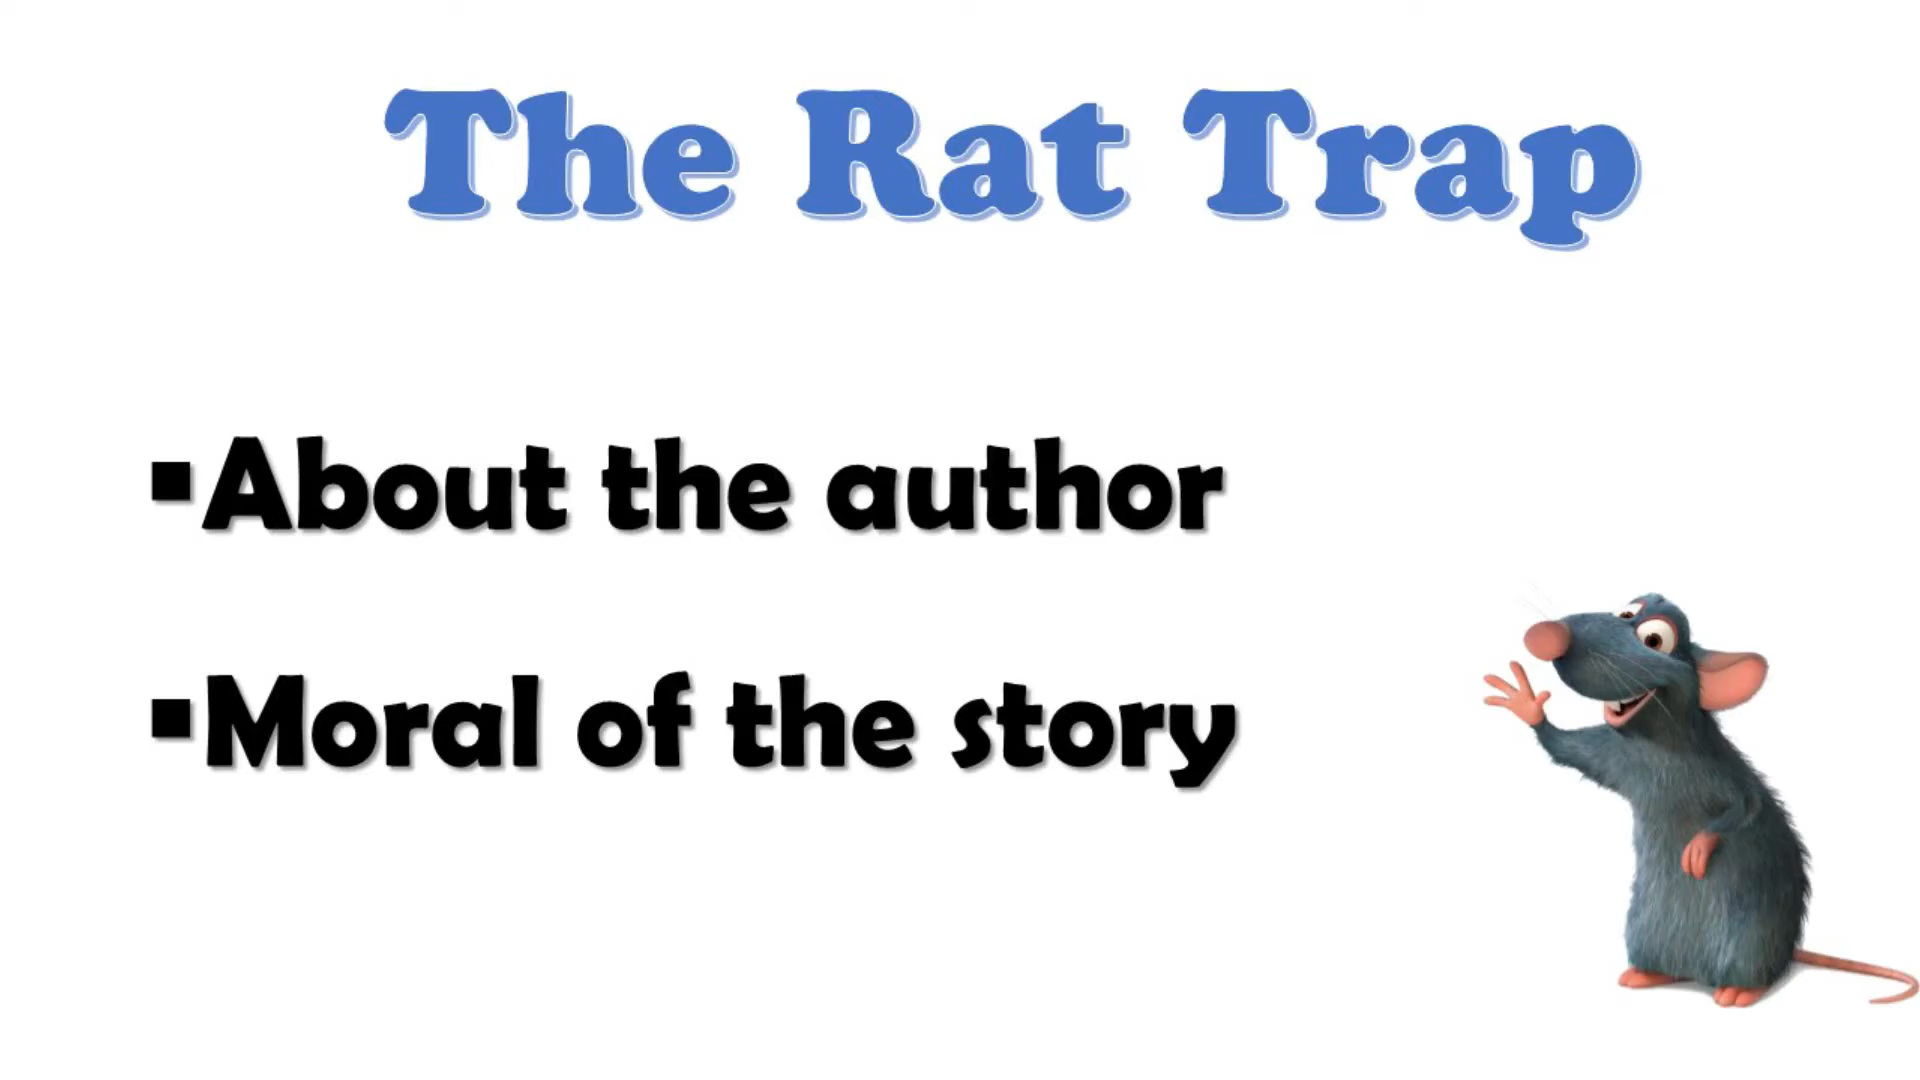 The Rat Trap
▪About the author
▪Moral of the story